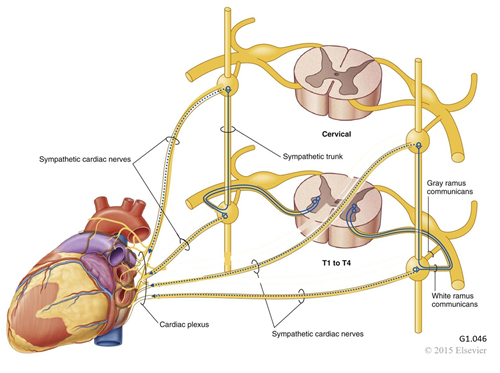 Cervical
Sympathetic cardiac nerves
Sympathetic trunk
Gray ramus
communicans
T1 to T4
White ramus
communicans
Cardiac plexus
Sympathetic cardiac nerves
G1.046
© 2015 Elsevier